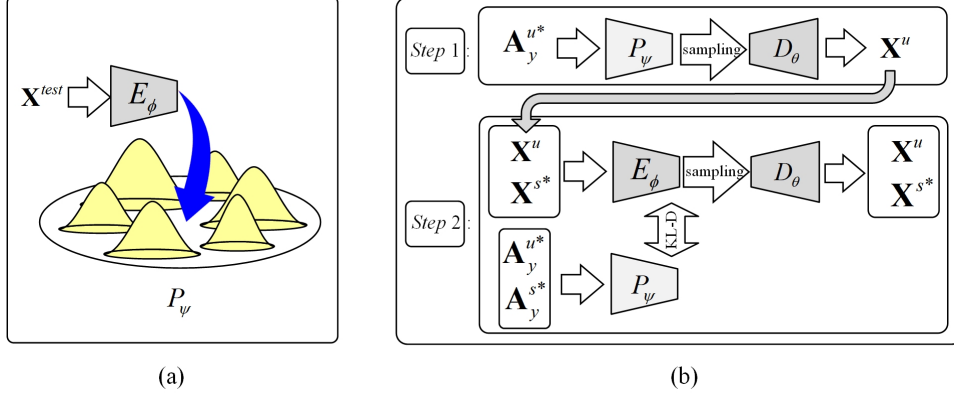 X^{test}
E_ϕ
P_ψ
(a)
Step 1 :
A_y^{u*}
P_ψ
sampling
D_θ
X^u
Step 2 :
X^u
X^{s*}
E_ϕ
sampling
D_θ
X^u
X^{s*}
KL-D
A_y^{u*}
A_y^{s*}
P_ψ
(b)